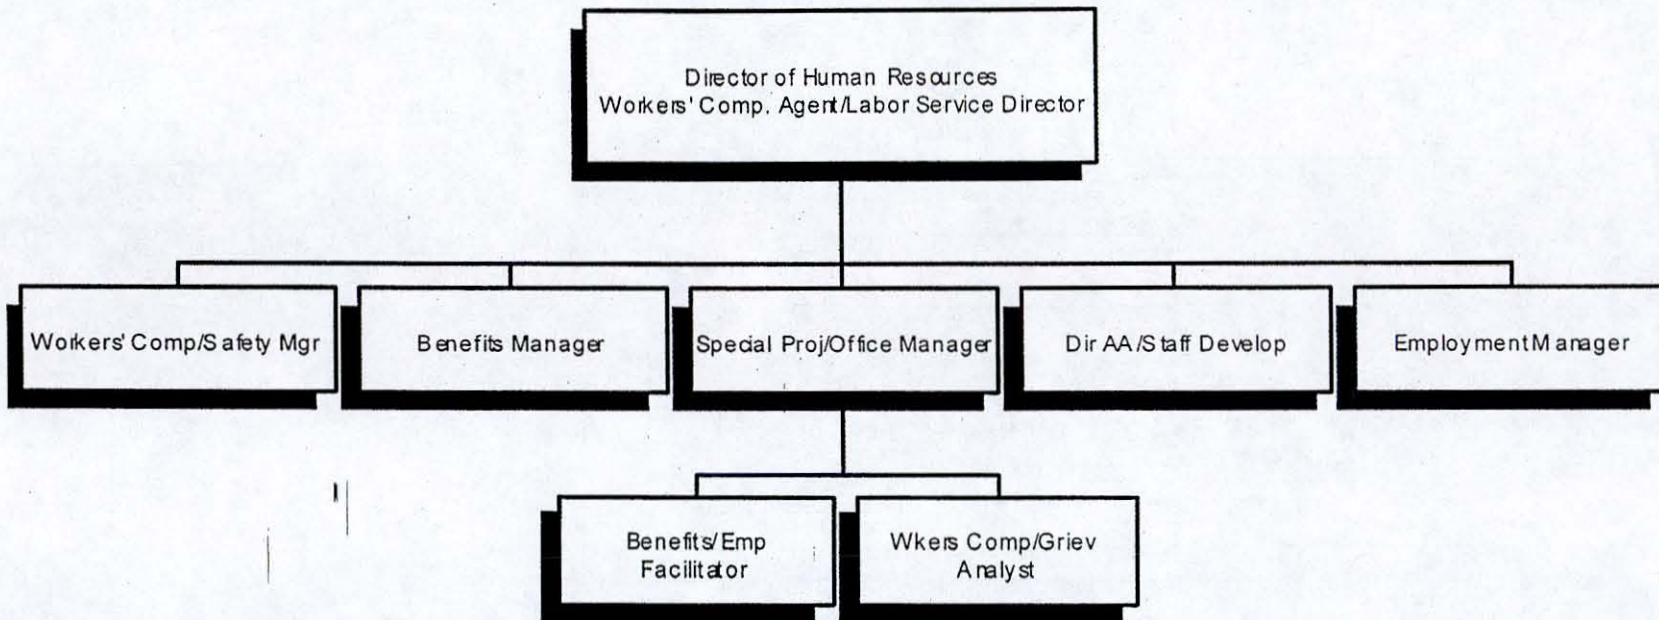 Director of Human Resources
Workers' Comp. Agent/Labor Service Director
Workers' Comp/Safety Mgr
Benefits Manager
Special Proj/Office Manager
Dir AA/Staff Develop
Employment Manager
Benefits/Emp
Facilitator
Wkers Comp/Griev
Analyst